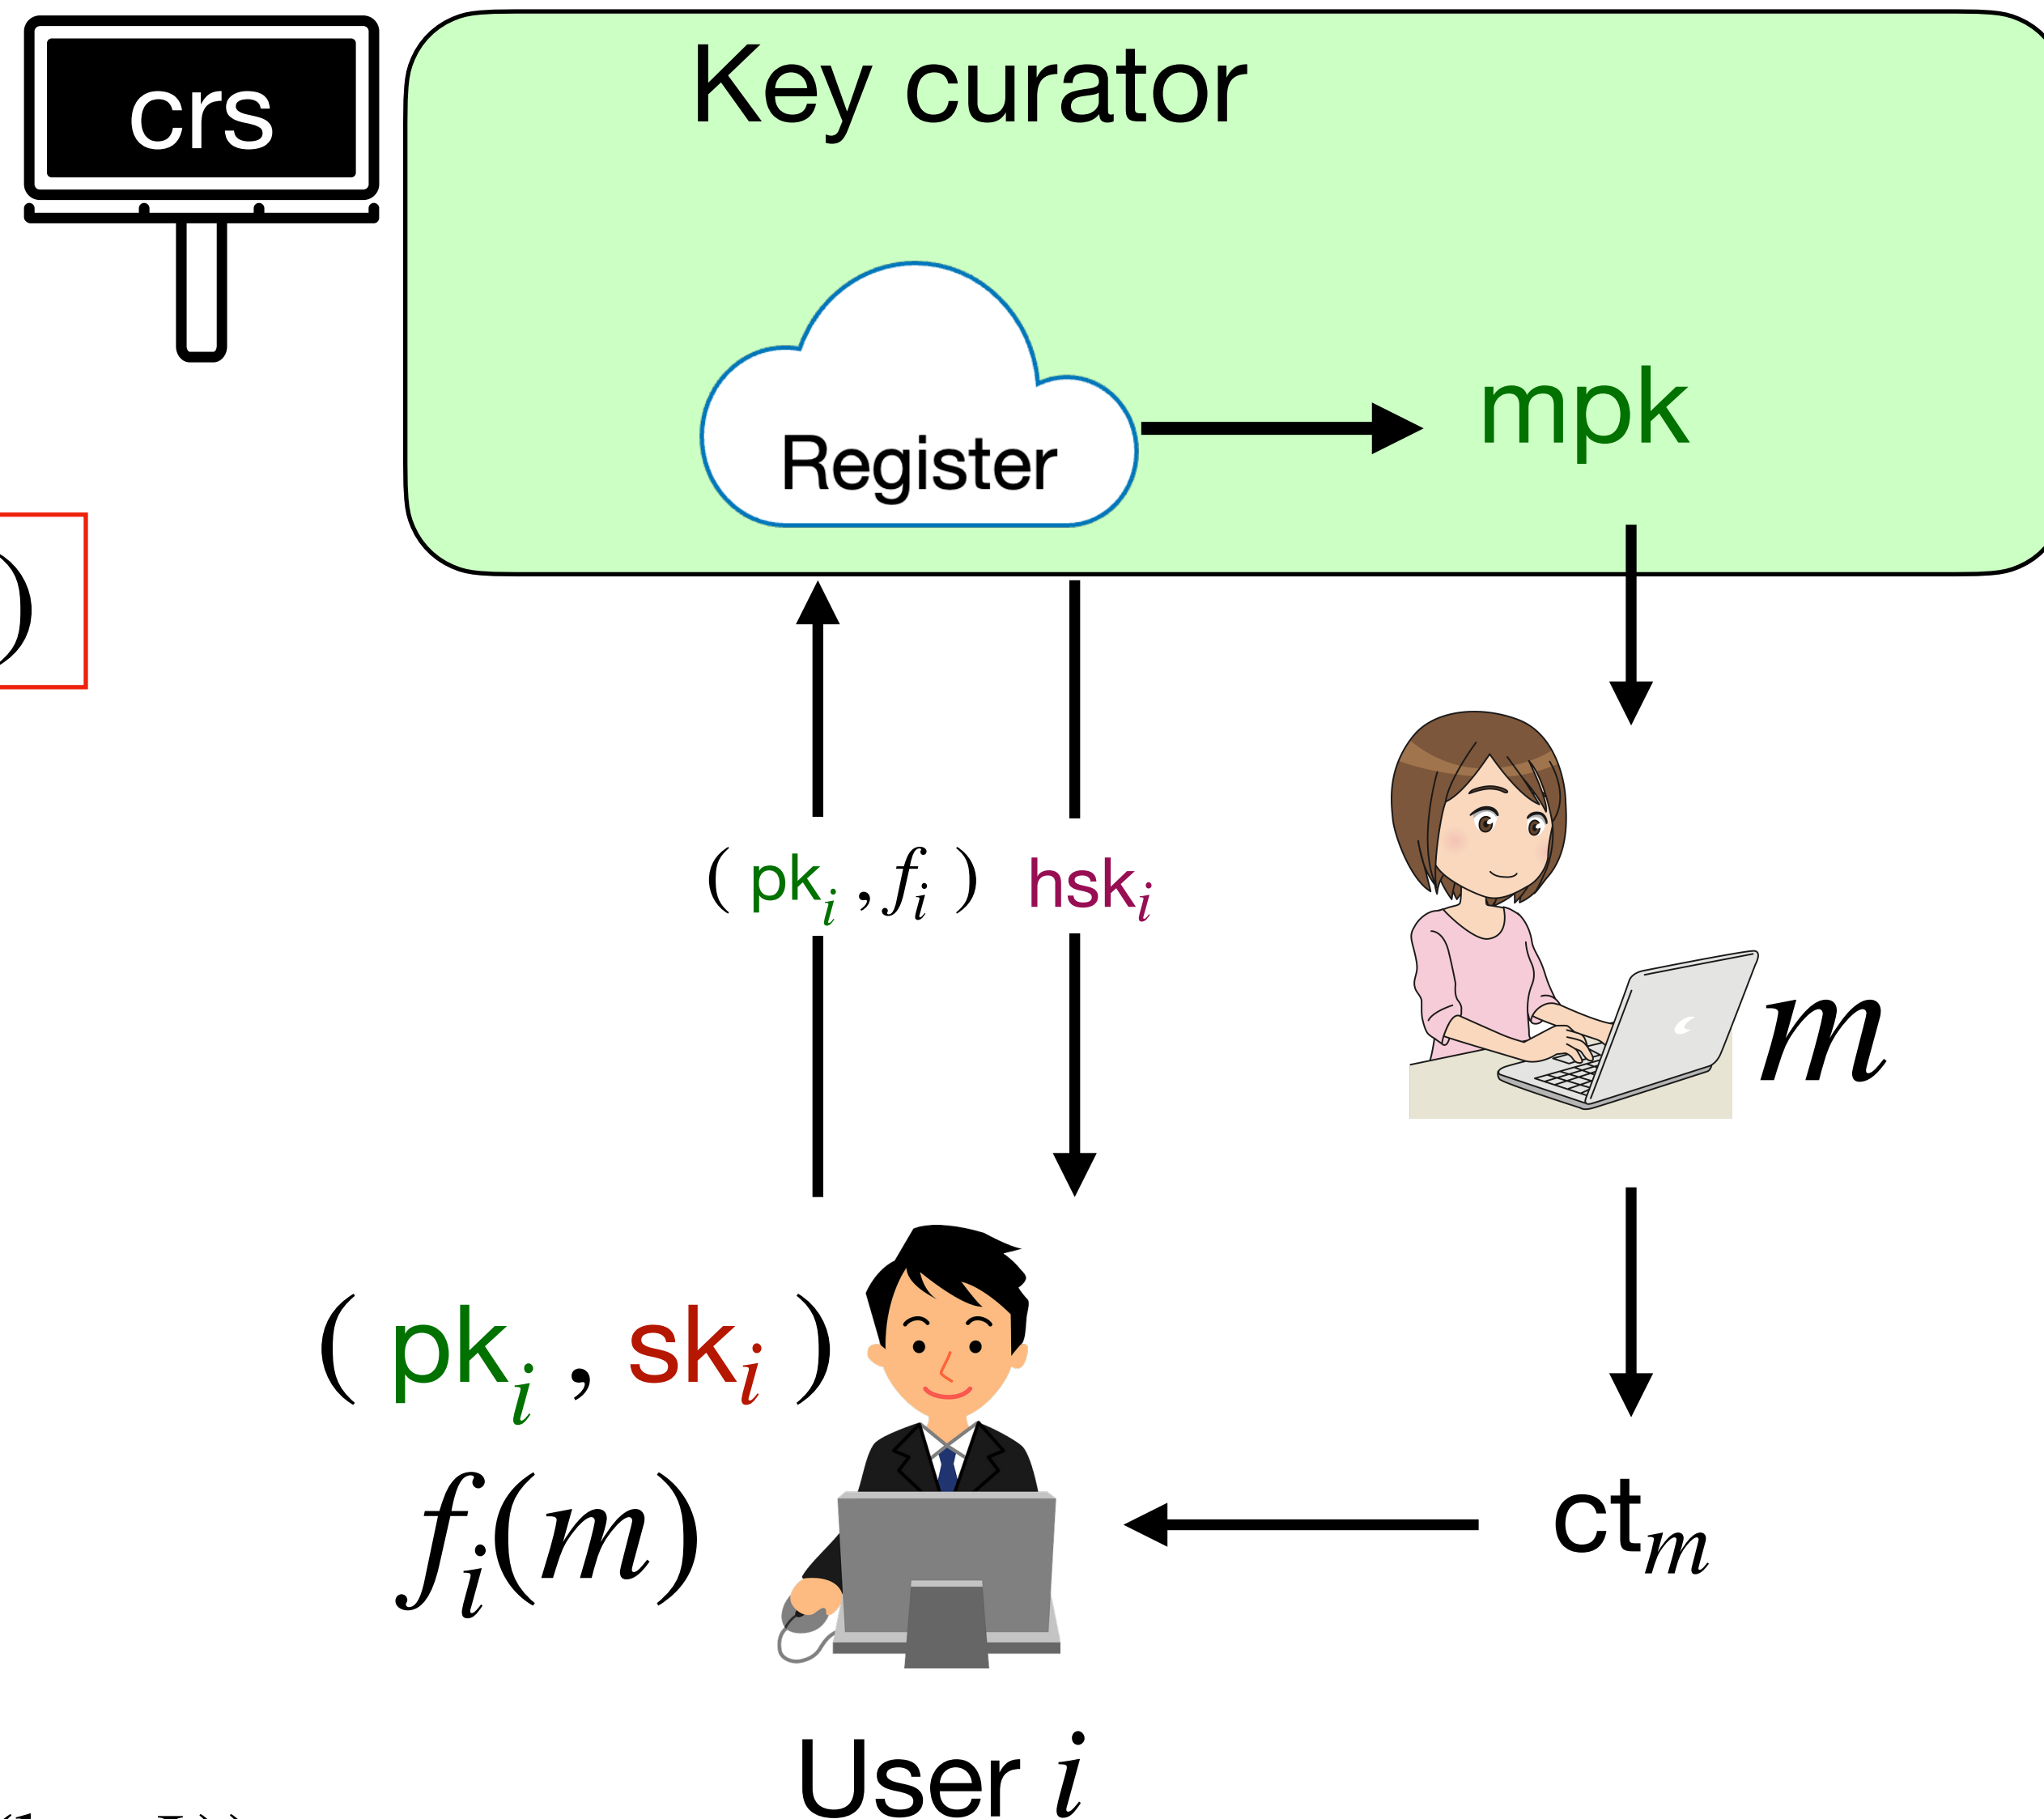 Key curator
crs
Register
mpk
)
( pk_i , f_i ) hsk_i
m
( pk_i , sk_i )
f_i(m)
ct_m
User i